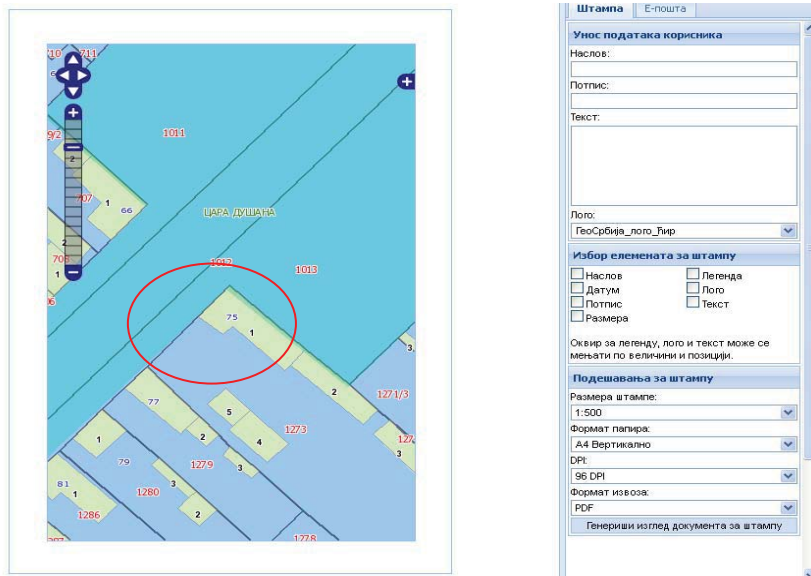 Штампа
Е-пошта
Унос података корисника
Наслов:
Потпис:
Текст:
Лого:
ГеоСрбија_лого_ћир
Избор елемената за штампу
Наслов
Легенда
Датум
Лого
Потпис
Текст
Размера
Оквир за легенду, лого и текст може се
мењати по величини и позицији.
Подешавања за штампу
Размера штампе:
1:500
Формат папира:
А4 Вертикално
DPI:
96 DPI
Формат извоза:
PDF
Генериши изглед документа за штампу
711
1011
9/2
2
707
1
66
ЦАРА ДУШАНА
2
1
1012
1013
75
1
3
2
1271/3
77
5
1273
1
2
4
3
79
1279
3
81
1
1280
3
2
1286
1278